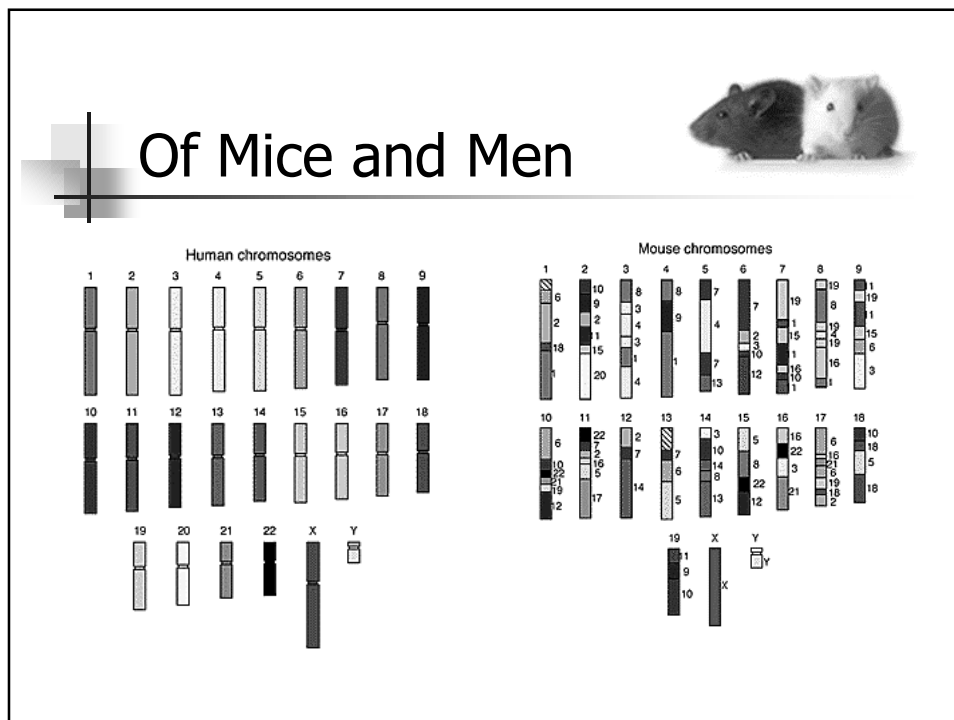 Of Mice and Men
Human chromosomes
1 2 3 4 5 6 7 8 9
10 11 12 13 14 15 16 17 18
19 20 21 22 X Y
Mouse chromosomes
1 2 3 4 5 6 7 8 9
6 2 18 1
10 9 2 11 15 20
8 3 4 3 1 4
8 9 1
7 4 7 13
7 2 3 10 12
19 1 15 11 16 10 1
19 8 19 4 19 16 1
11 19 11 15 6 3
10 11 12 13 14 15 16 17 18
6 10 22 21 19 12
22 7 2 16 5 17
2 7 14
7 6 5
3 10 14 8 13
5 8 22 12
16 22 3 21
6 16 21 6 19 18 2
10 18 5 18
19 X Y
11 9 10
X
Y